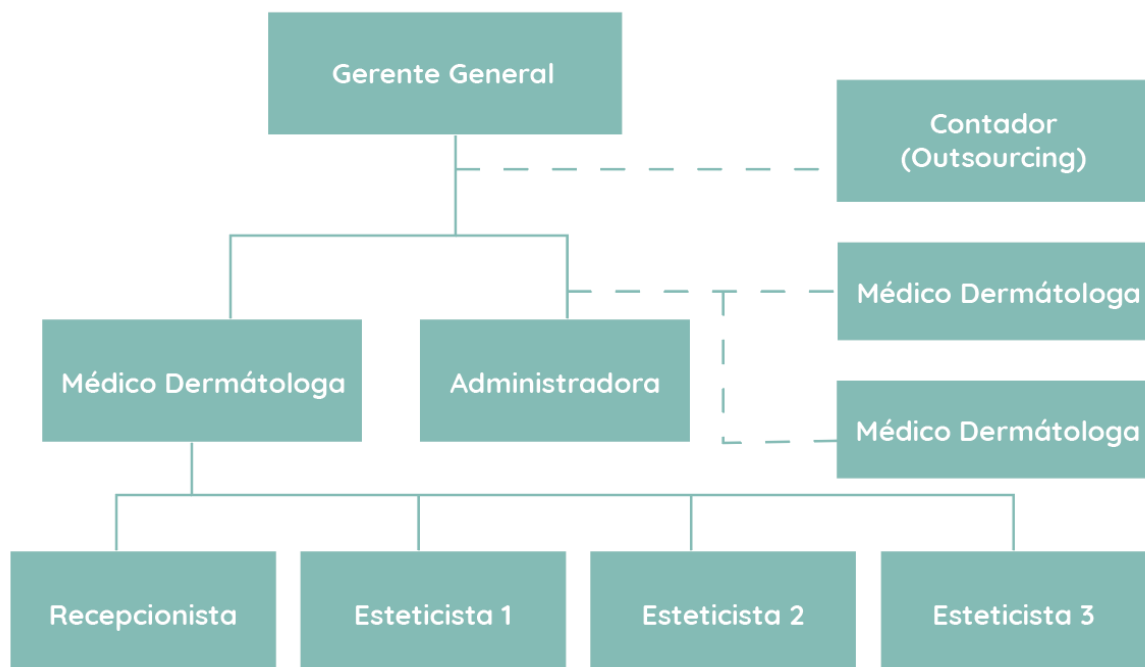 Gerente General
Contador
(Outsourcing)
Médico Dermátologa
Médico Dermátologa
Administradora
Médico Dermátologa
Recepcionista
Esteticista 1
Esteticista 2
Esteticista 3